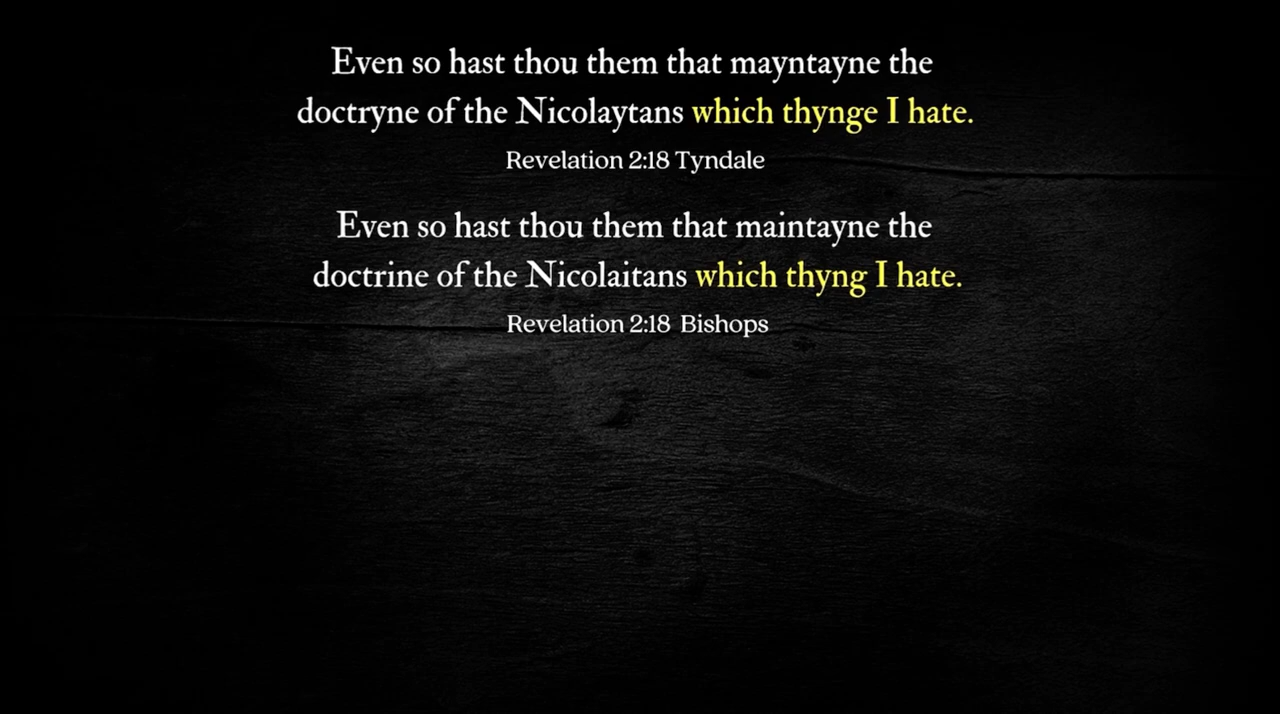 Even so hast thou them that mayntayne the
doctryne of the Nicolaytans which thynge I hate.
Revelation 2:18 Tyndale
Even so hast thou them that maintayne the
doctrine of the Nicolaitans which thyng I hate.
Revelation 2:18 Bishops